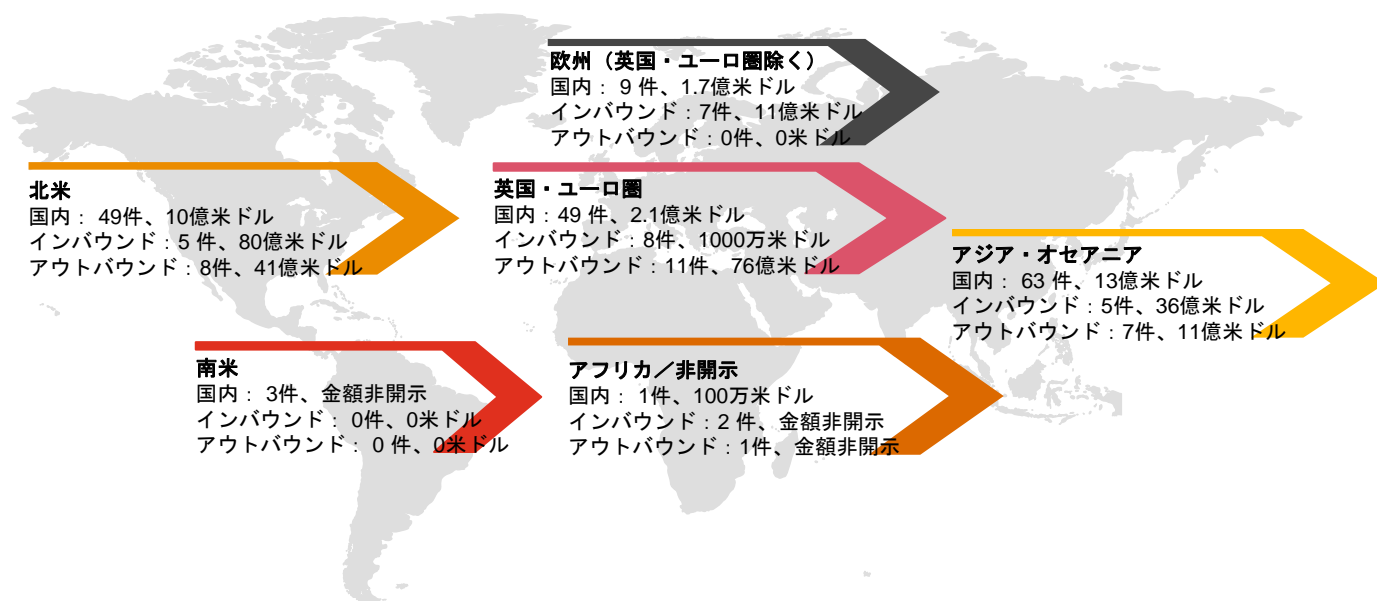 欧州（英国・ユーロ圏除く）
国内： 9 件、1.7億米ドル
インバウンド：7件、11億米ドル
アウトバウンド：0件、0米ドル
北米
国内： 49件、10億米ドル
インバウンド：5 件、80億米ドル
アウトバウンド：8件、41億米ドル
英国・ユーロ圏
国内：49 件、2.1億米ドル
インバウンド：8件、1000万米ドル
アウトバウンド：11件、76億米ドル
アジア・オセアニア
国内： 63 件、13億米ドル
インバウンド：5件、36億米ドル
アウトバウンド：7件、11億米ドル
南米
国内： 3件、金額非開示
インバウンド：0件、0米ドル
アウトバウンド： 0 件、0米ドル
アフリカ／非開示
国内： 1件、100万米ドル
インバウンド：2 件、金額非開示
アウトバウンド：1件、金額非開示